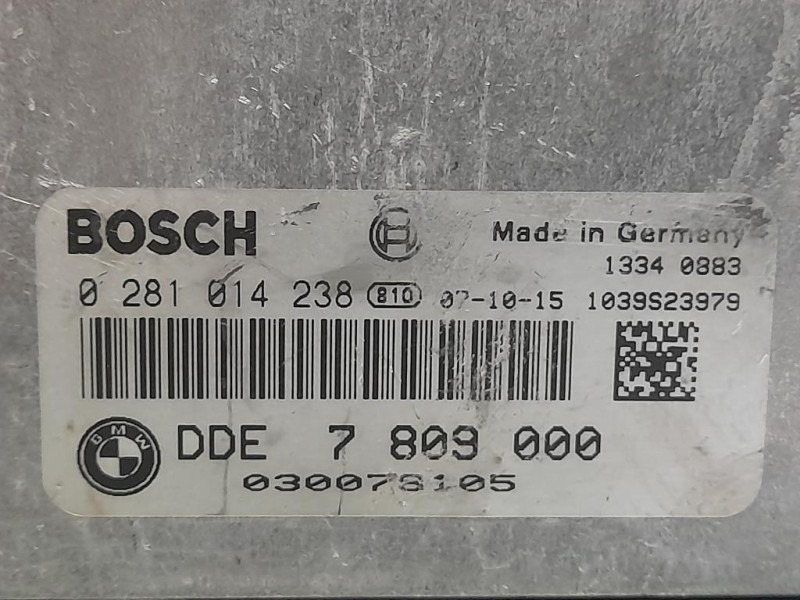 BOSCH Made in Germany
1334 0883
0 281 014 238 810 07-10-15 1039S23979
BMW DDE 7 809 000